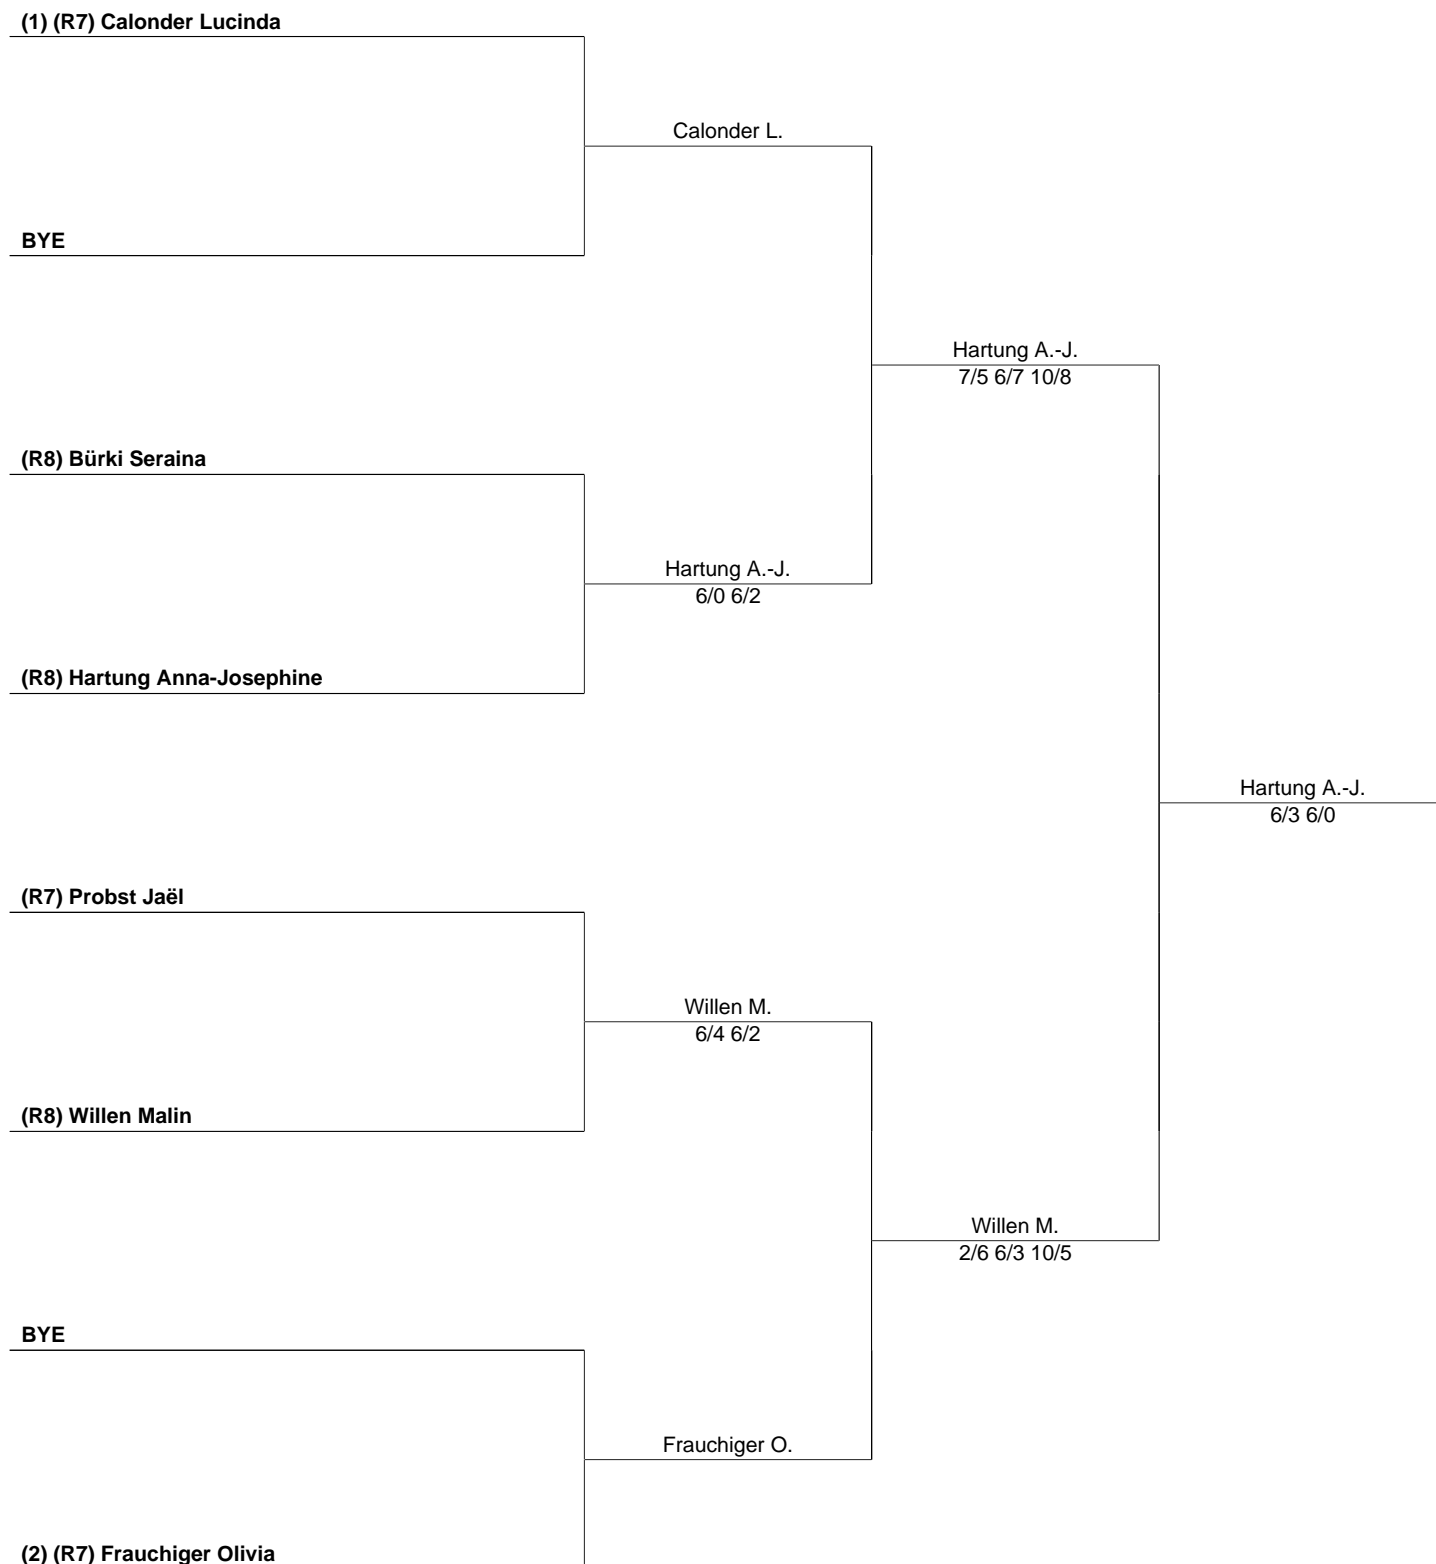 (1) (R7) Calonder Lucinda
Calonder L.
BYE
Hartung A.-J.
7/5 6/7 10/8
(R8) Bürki Seraina
Hartung A.-J.
6/0 6/2
(R8) Hartung Anna-Josephine
Hartung A.-J.
6/3 6/0
(R7) Probst Jaël
Willen M.
6/4 6/2
(R8) Willen Malin
Willen M.
2/6 6/3 10/5
BYE
Frauchiger O.
(2) (R7) Frauchiger Olivia